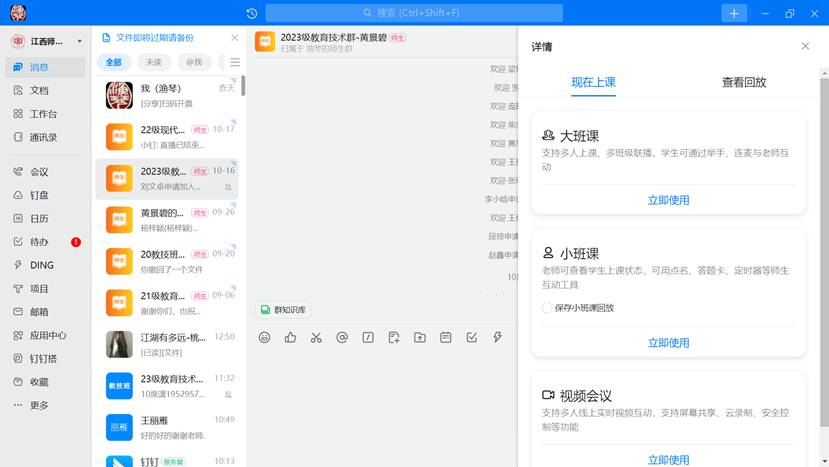 搜索 (Ctrl+Shift+F)
江西师...
消息
文档
工作台
通讯录
会议
钉盘
日历
待办
1
DING
项目
邮箱
应用中心
钉钉搭
收藏
更多
文件即将过期请备份
全部
未读
@我
我（渔琴）
昨天
[分享]扫码开票
22级现代...
师生
10-17
小钉: 直播已结束...
2023级教...
师生
10-16
刘文卓申请加入...
黄景碧的...
师生
09-26
杨梓颖(杨梓颖)...
20教技班...
师生
09-20
你撤回了一个文件
21级教育...
师生
09-06
谢谢你们，也祝...
江湖有多远-桃...
12:50
[已读][文件]
教技班
23级教育技术...
11:32
10席潇1952957...
丽雁
王丽雁
10:49
好的好的谢谢老师.
钉钉
服务窗
10:13
2023级教育技术群-黄景碧
师生
归属于 渔琴的师生群
欢迎
欢迎 罗
欢迎
欢迎
欢迎
欢迎 王
欢迎 张
李小晗申请
欢迎 王
段琼申请
赵鑫申请
10月
群知识库
详情
现在上课
查看回放
大班课
支持多人上课、多班级联播，学生可通过举手、连麦与老师互
动
立即使用
小班课
老师可查看学生上课状态，可用点名、答题卡、定时器等师生
互动工具
保存小班课回放
立即使用
视频会议
支持多人线上实时视频互动，支持屏幕共享、云录制、安全控
制等功能
立即使用